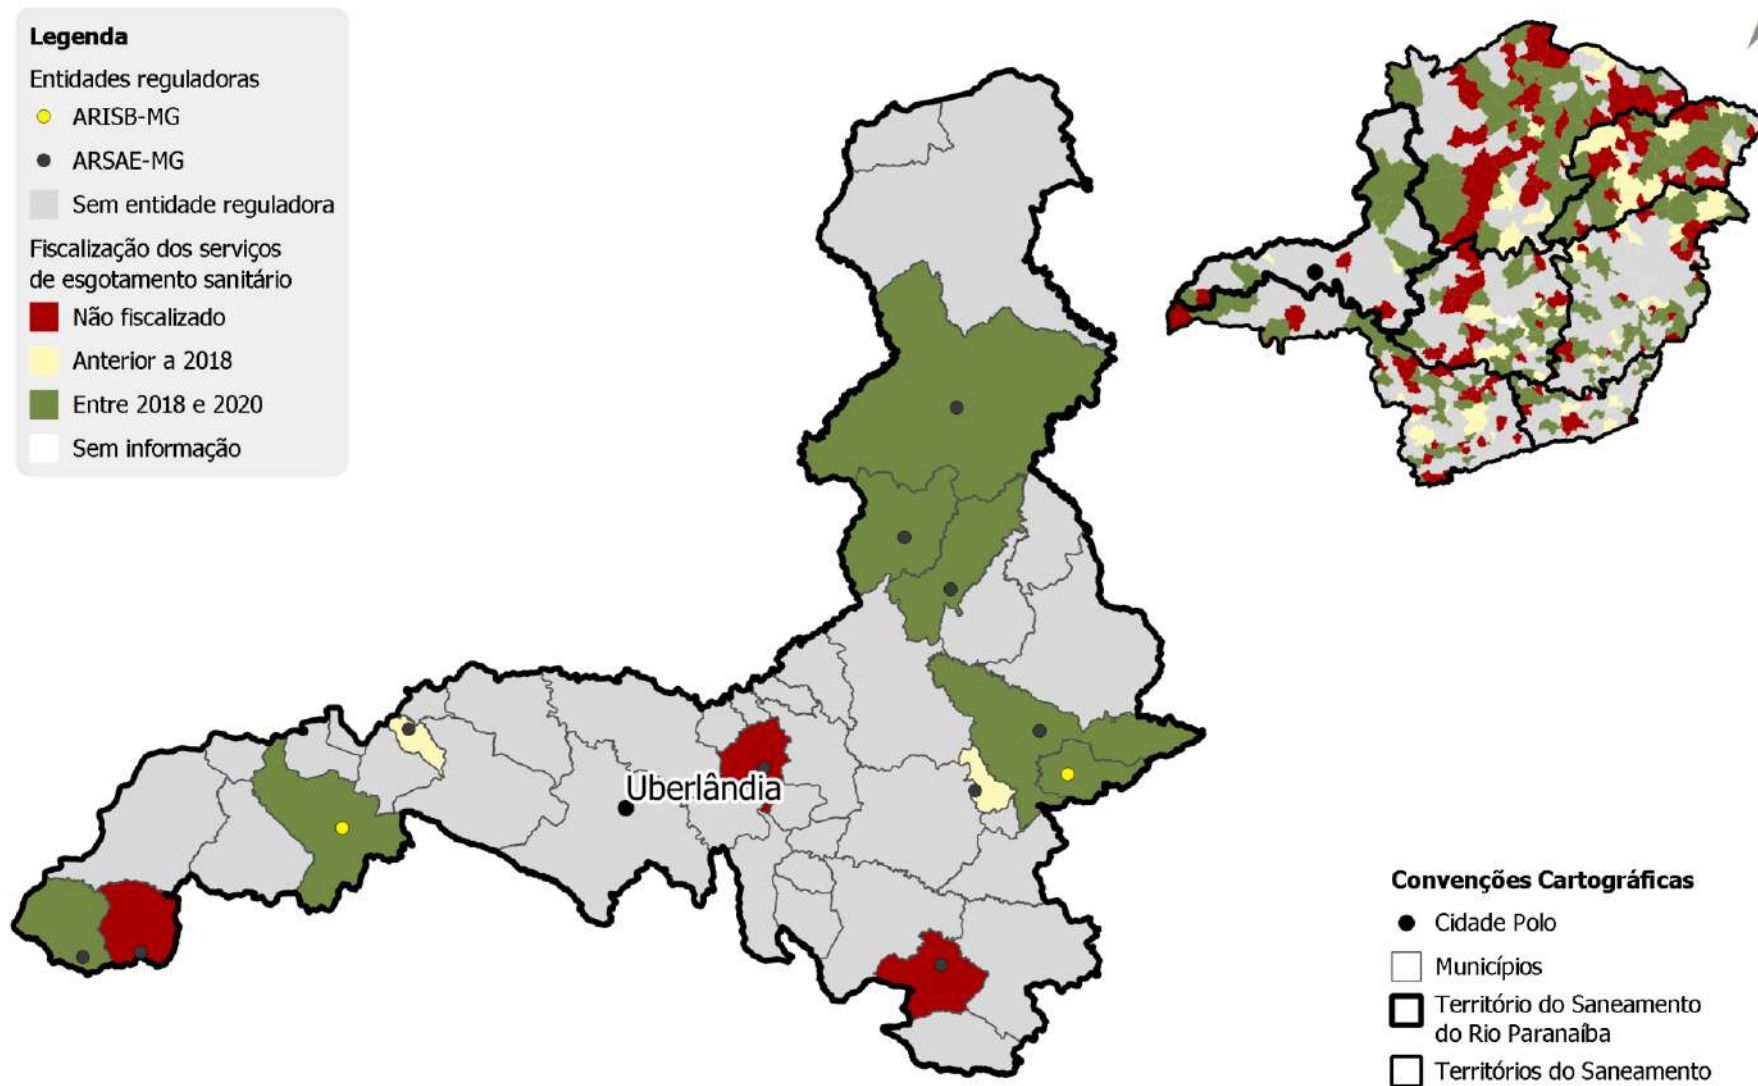 Legenda
Entidades reguladoras
ARISB-MG
ARSAE-MG
Sem entidade reguladora
Fiscalização dos serviços
de esgotamento sanitário
Não fiscalizado
Anterior a 2018
Entre 2018 e 2020
Sem informação
Uberlândia
Convenções Cartográficas
Cidade Polo
Municípios
Território do Saneamento
do Rio Paranaíba
Territórios do Saneamento